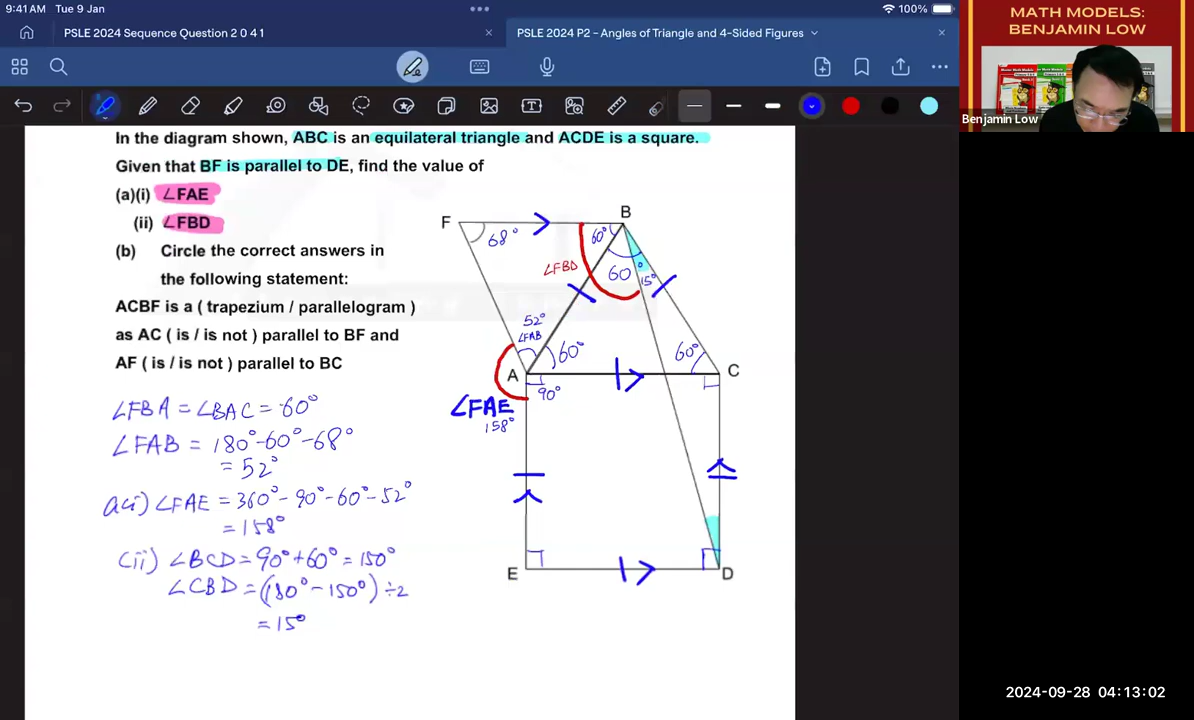 9:41 AM Tue 9 Jan
100%
PSLE 2024 Sequence Question 2 0 4 1
PSLE 2024 P2 – Angles of Triangle and 4-Sided Figures
MATH MODELS:
BENJAMIN LOW
Benjamin Low
In the diagram shown, ABC is an equilateral triangle and ACDE is a square.
Given that BF is parallel to DE, find the value of
(a)(i) ∠FAE
(ii) ∠FBD
(b) Circle the correct answers in
the following statement:
ACBF is a ( trapezium / parallelogram )
as AC ( is / is not ) parallel to BF and
AF ( is / is not ) parallel to BC
∠FBA = ∠BAC = 60°
∠FAB = 180°-60°-68°
= 52°
a(i) ∠FAE = 360°-90°-60°-52°
= 158°
(ii) ∠BCD = 90°+60° = 150°
∠CBD = (180°-150°) ÷2
= 15°
B
F
68°
60°
∠FBD
60°
15°
52°
∠FAB
60°
60°
A
C
90°
∠FAE
158°
E
D
2024-09-28 04:13:02